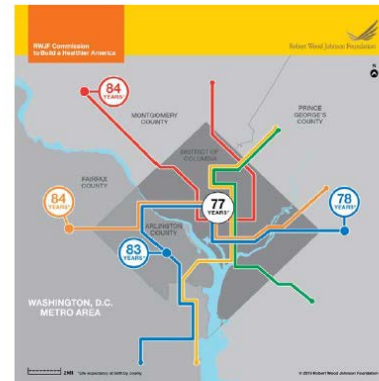 RWJF Commission
to Build a Healthier America
Robert Wood Johnson Foundation
N
84
YEARS*
MONTGOMERY
COUNTY
PRINCE
GEORGE'S
COUNTY
DISTRICT OF
COLUMBIA
FAIRFAX
COUNTY
84
YEARS*
77
YEARS*
78
YEARS*
ARLINGTON
COUNTY
83
YEARS*
WASHINGTON, D.C.
METRO AREA
*Life expectancy at birth by county
© 2013 Robert Wood Johnson Foundation